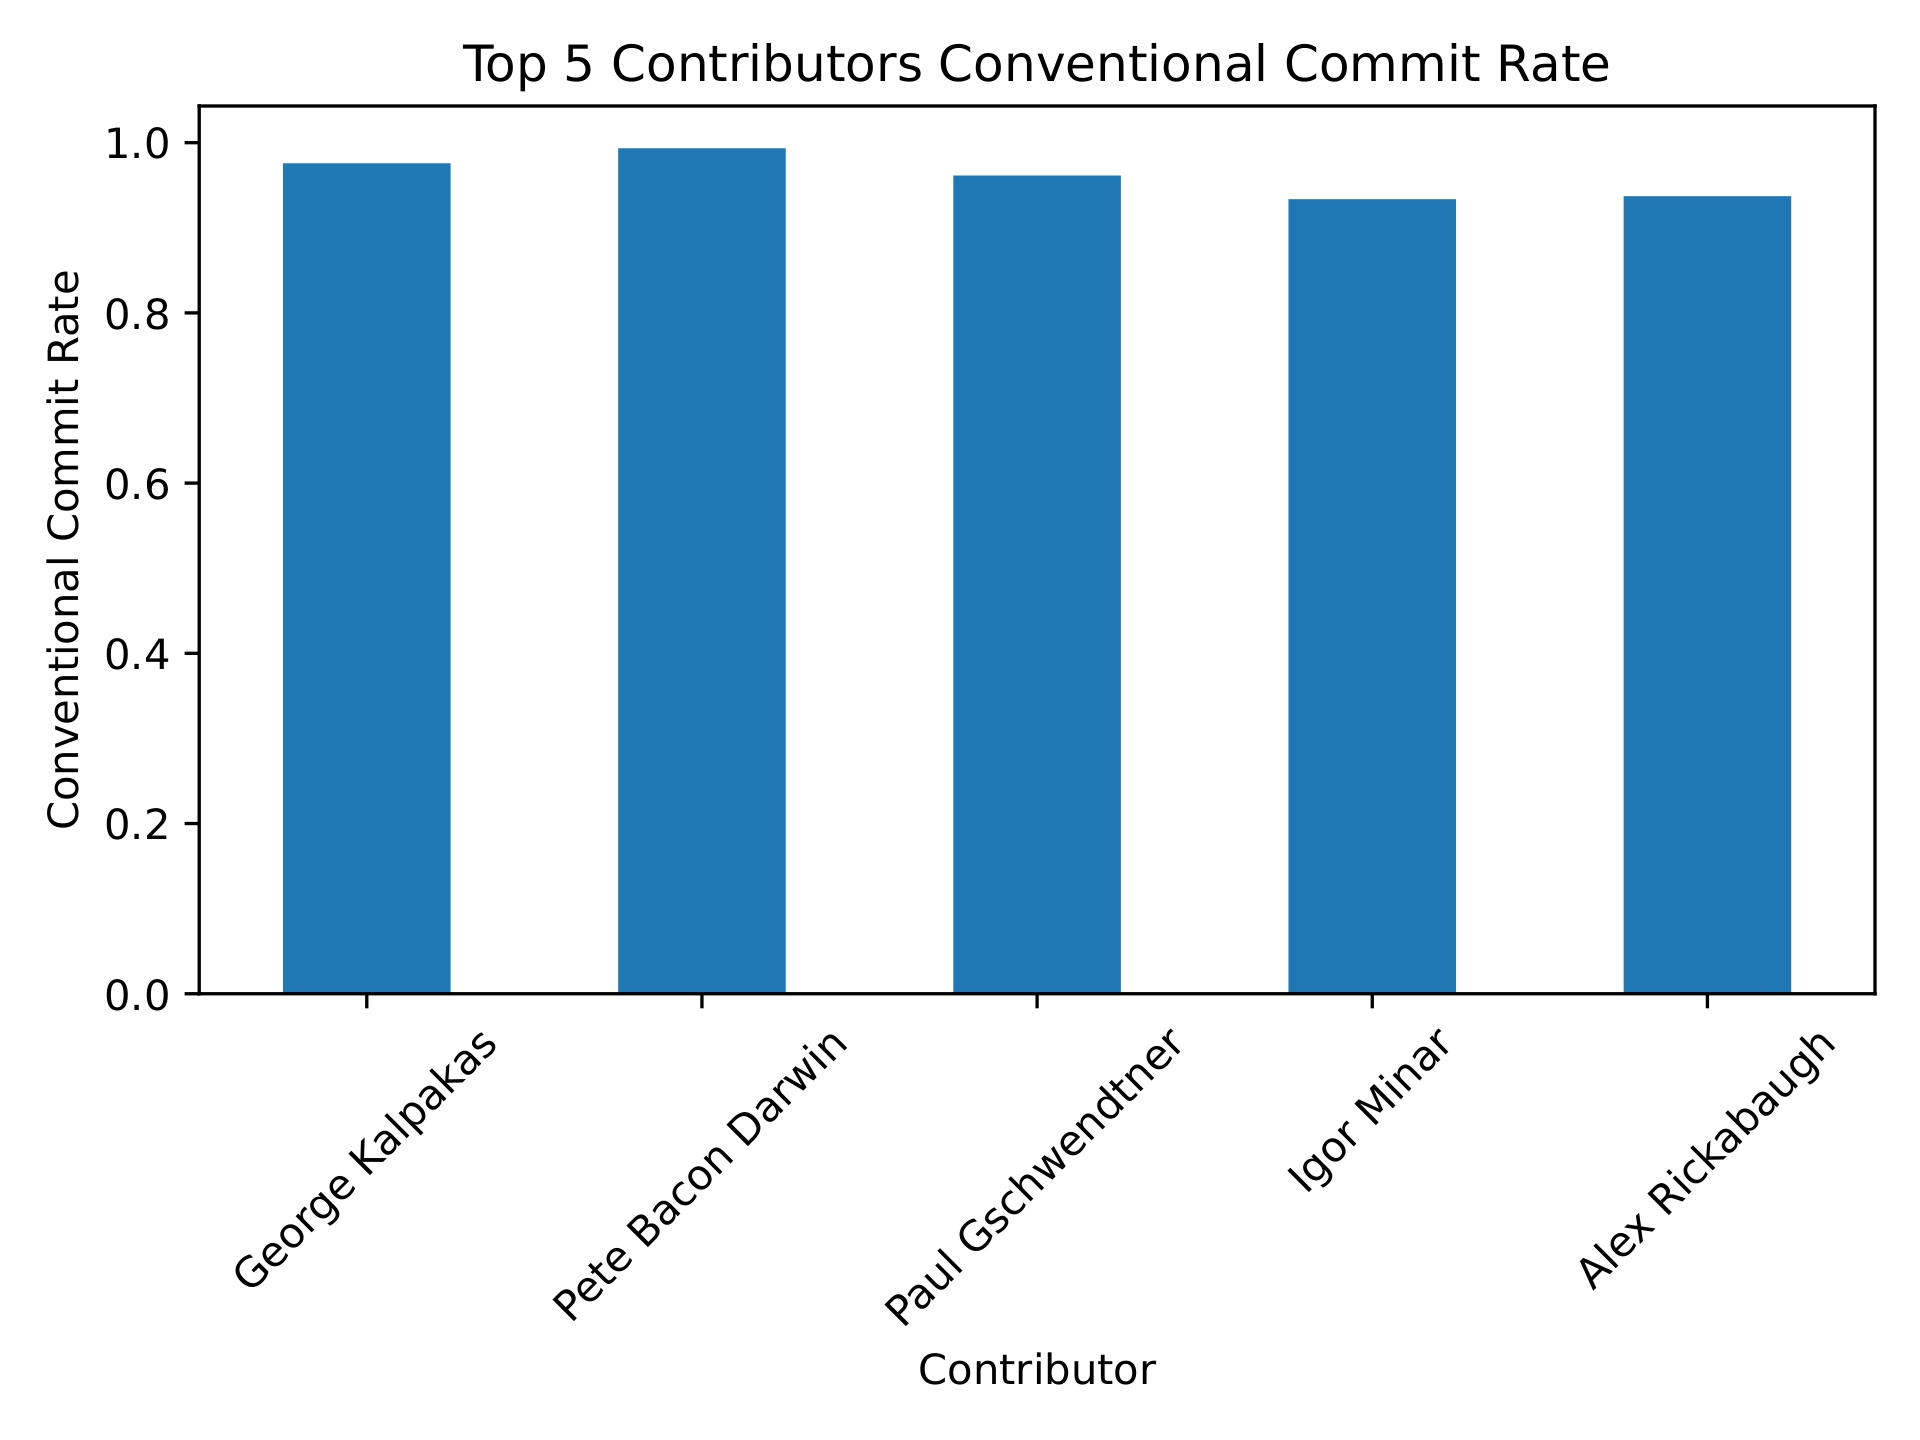 Top 5 Contributors Conventional Commit Rate
Conventional Commit Rate
1.0
0.8
0.6
0.4
0.2
0.0
George Kalpakas
Pete Bacon Darwin
Paul Gschwendtner
Igor Minar
Alex Rickabaugh
Contributor